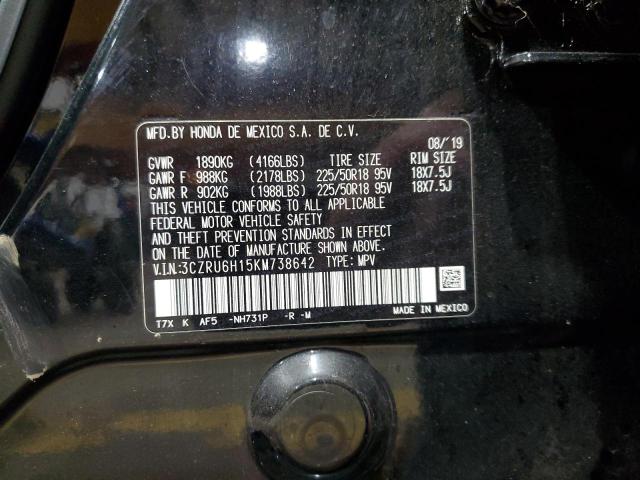 MFD.BY HONDA DE MEXICO S.A. DE C.V.
08/'19
GVWR 1890KG (4166LBS) TIRE SIZE RIM SIZE
GAWR F 988KG (2178LBS) 225/50R18 95V 18X7.5J
GAWR R 902KG (1988LBS) 225/50R18 95V 18X7.5J
THIS VEHICLE CONFORMS TO ALL APPLICABLE
FEDERAL MOTOR VEHICLE SAFETY
AND THEFT PREVENTION STANDARDS IN EFFECT
ON THE DATE OF MANUFACTURE SHOWN ABOVE.
V.I.N.:3CZRU6H15KM738642 TYPE: MPV
T7X K AF5 -NH731P -R -M
MADE IN MEXICO